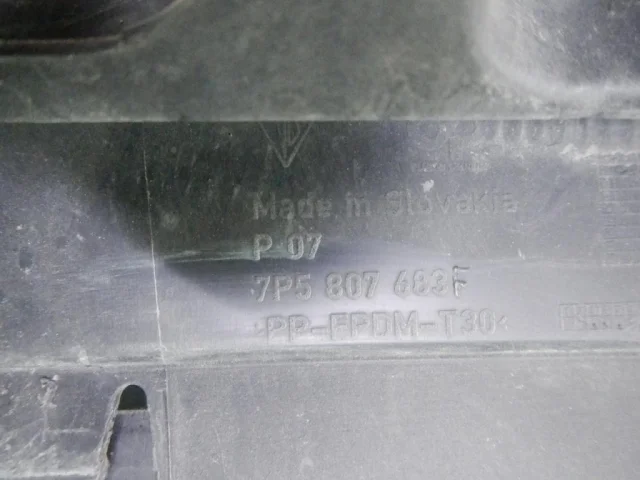 Made in Slovakia
P 07
7P5 807 483F
>PP-EPDM-T30<